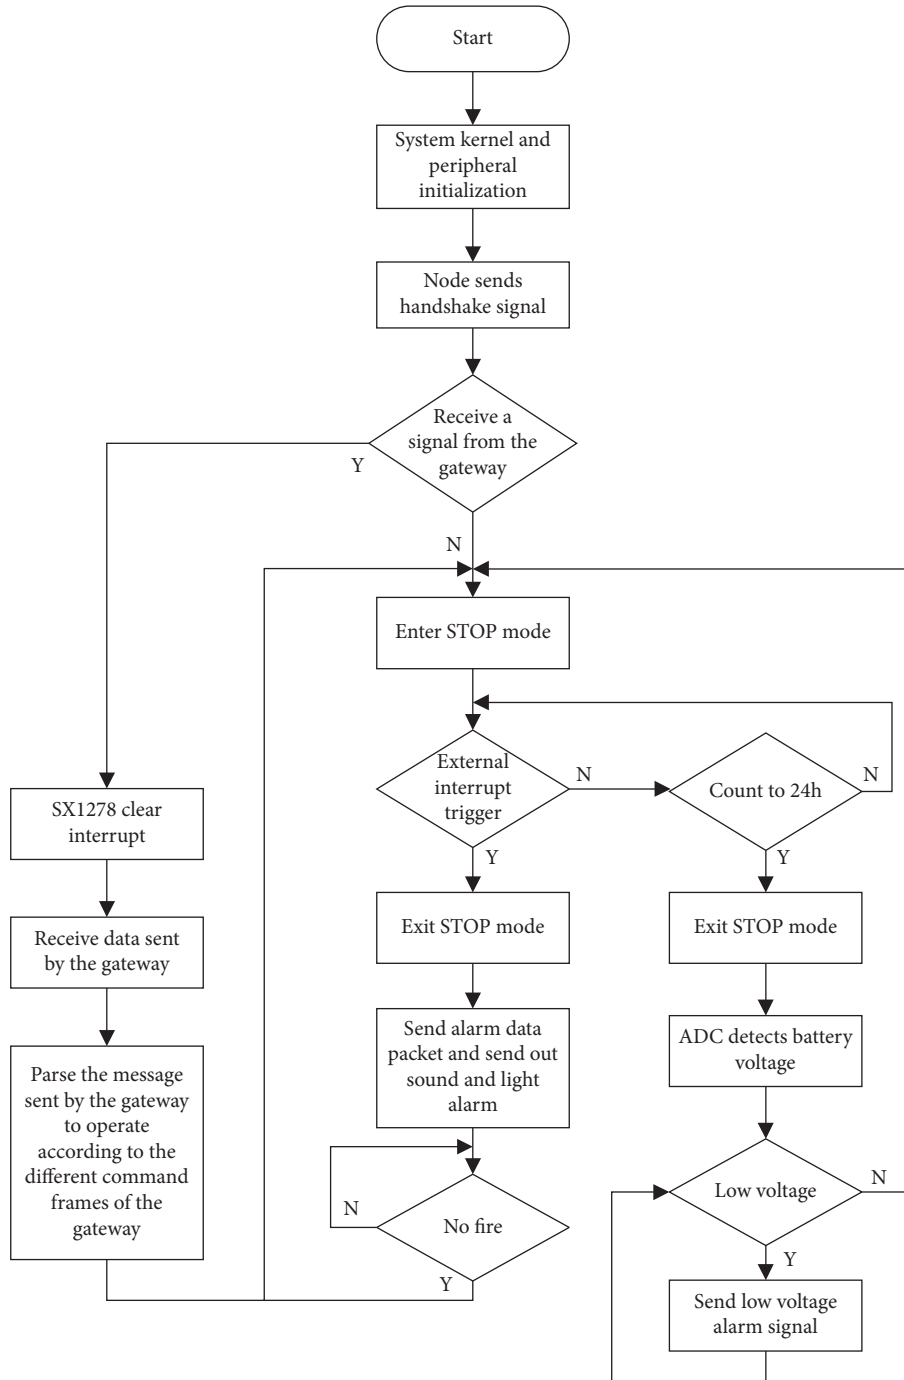 Start
System kernel and
peripheral
initialization
Node sends
handshake signal
Receive a
signal from the
gateway
Y
N
Enter STOP mode
External
interrupt
trigger
N
Count to 24h
N
SX1278 clear
interrupt
Y
Y
Receive data sent
by the gateway
Exit STOP mode
Exit STOP mode
Send alarm data
packet and send out
sound and light
alarm
ADC detects battery
voltage
Parse the message
sent by the gateway
to operate
according to the
different command
frames of the
gateway
Low voltage
N
N
No fire
Y
Y
Send low voltage
alarm signal